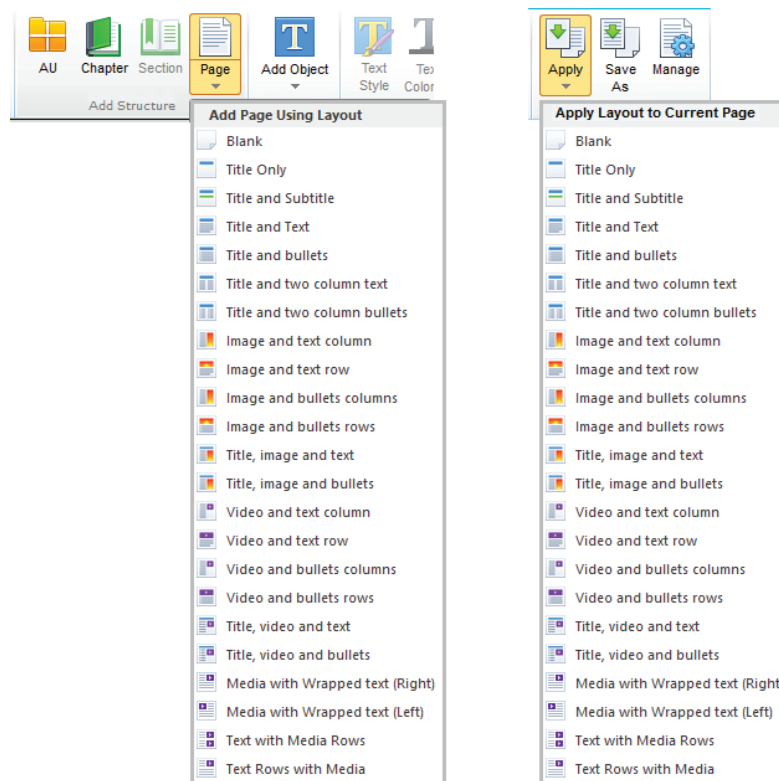 AU
Chapter
Section
Page
Add Object
Text
Style
Tex
Color
Add Structure
Add Page Using Layout
Blank
Title Only
Title and Subtitle
Title and Text
Title and bullets
Title and two column text
Title and two column bullets
Image and text column
Image and text row
Image and bullets columns
Image and bullets rows
Title, image and text
Title, image and bullets
Video and text column
Video and text row
Video and bullets columns
Video and bullets rows
Title, video and text
Title, video and bullets
Media with Wrapped text (Right)
Media with Wrapped text (Left)
Text with Media Rows
Text Rows with Media
Apply
Save
As
Manage
Apply Layout to Current Page
Blank
Title Only
Title and Subtitle
Title and Text
Title and bullets
Title and two column text
Title and two column bullets
Image and text column
Image and text row
Image and bullets columns
Image and bullets rows
Title, image and text
Title, image and bullets
Video and text column
Video and text row
Video and bullets columns
Video and bullets rows
Title, video and text
Title, video and bullets
Media with Wrapped text (Right
Media with Wrapped text (Left)
Text with Media Rows
Text Rows with Media